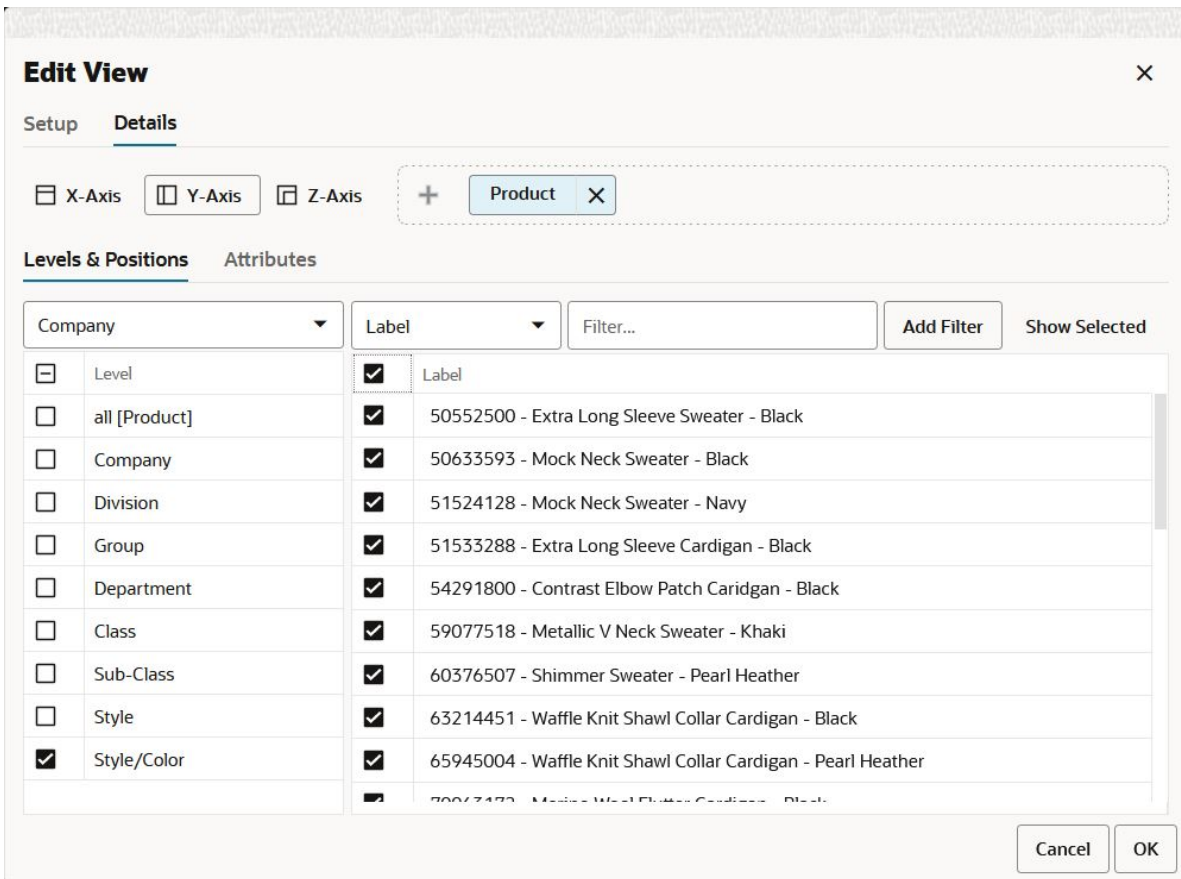 Edit View
Setup Details
X-Axis Y-Axis Z-Axis Product
Levels & Positions Attributes
Company Label Filter... Add Filter Show Selected
Level Label
all [Product] 50552500 - Extra Long Sleeve Sweater - Black
Company 50633593 - Mock Neck Sweater - Black
Division 51524128 - Mock Neck Sweater - Navy
Group 51533288 - Extra Long Sleeve Cardigan - Black
Department 54291800 - Contrast Elbow Patch Caridgan - Black
Class 59077518 - Metallic V Neck Sweater - Khaki
Sub-Class 60376507 - Shimmer Sweater - Pearl Heather
Style 63214451 - Waffle Knit Shawl Collar Cardigan - Black
Style/Color 65945004 - Waffle Knit Shawl Collar Cardigan - Pearl Heather
Cancel OK